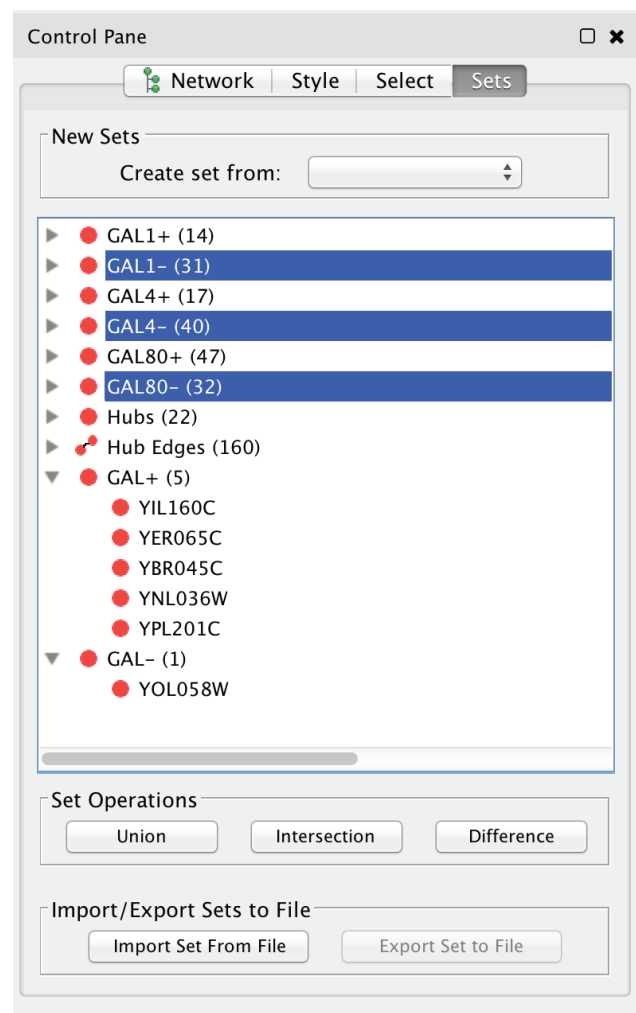 Control Pane
Network Style Select Sets
New Sets
Create set from:
GAL1+ (14)
GAL1- (31)
GAL4+ (17)
GAL4- (40)
GAL80+ (47)
GAL80- (32)
Hubs (22)
Hub Edges (160)
GAL+ (5)
YIL160C
YER065C
YBR045C
YNL036W
YPL201C
GAL- (1)
YOL058W
Set Operations
Union Intersection Difference
Import/Export Sets to File
Import Set From File Export Set to File